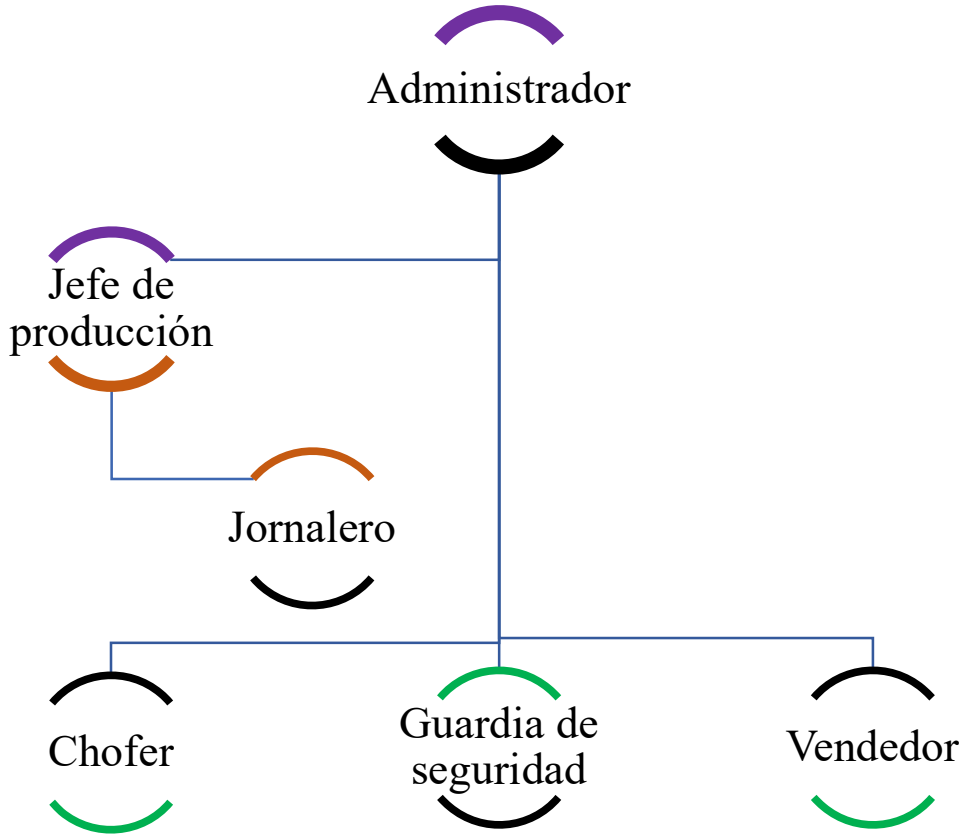 Administrador
Jefe de
producción
Jornalero
Chofer
Guardia de
seguridad
Vendedor